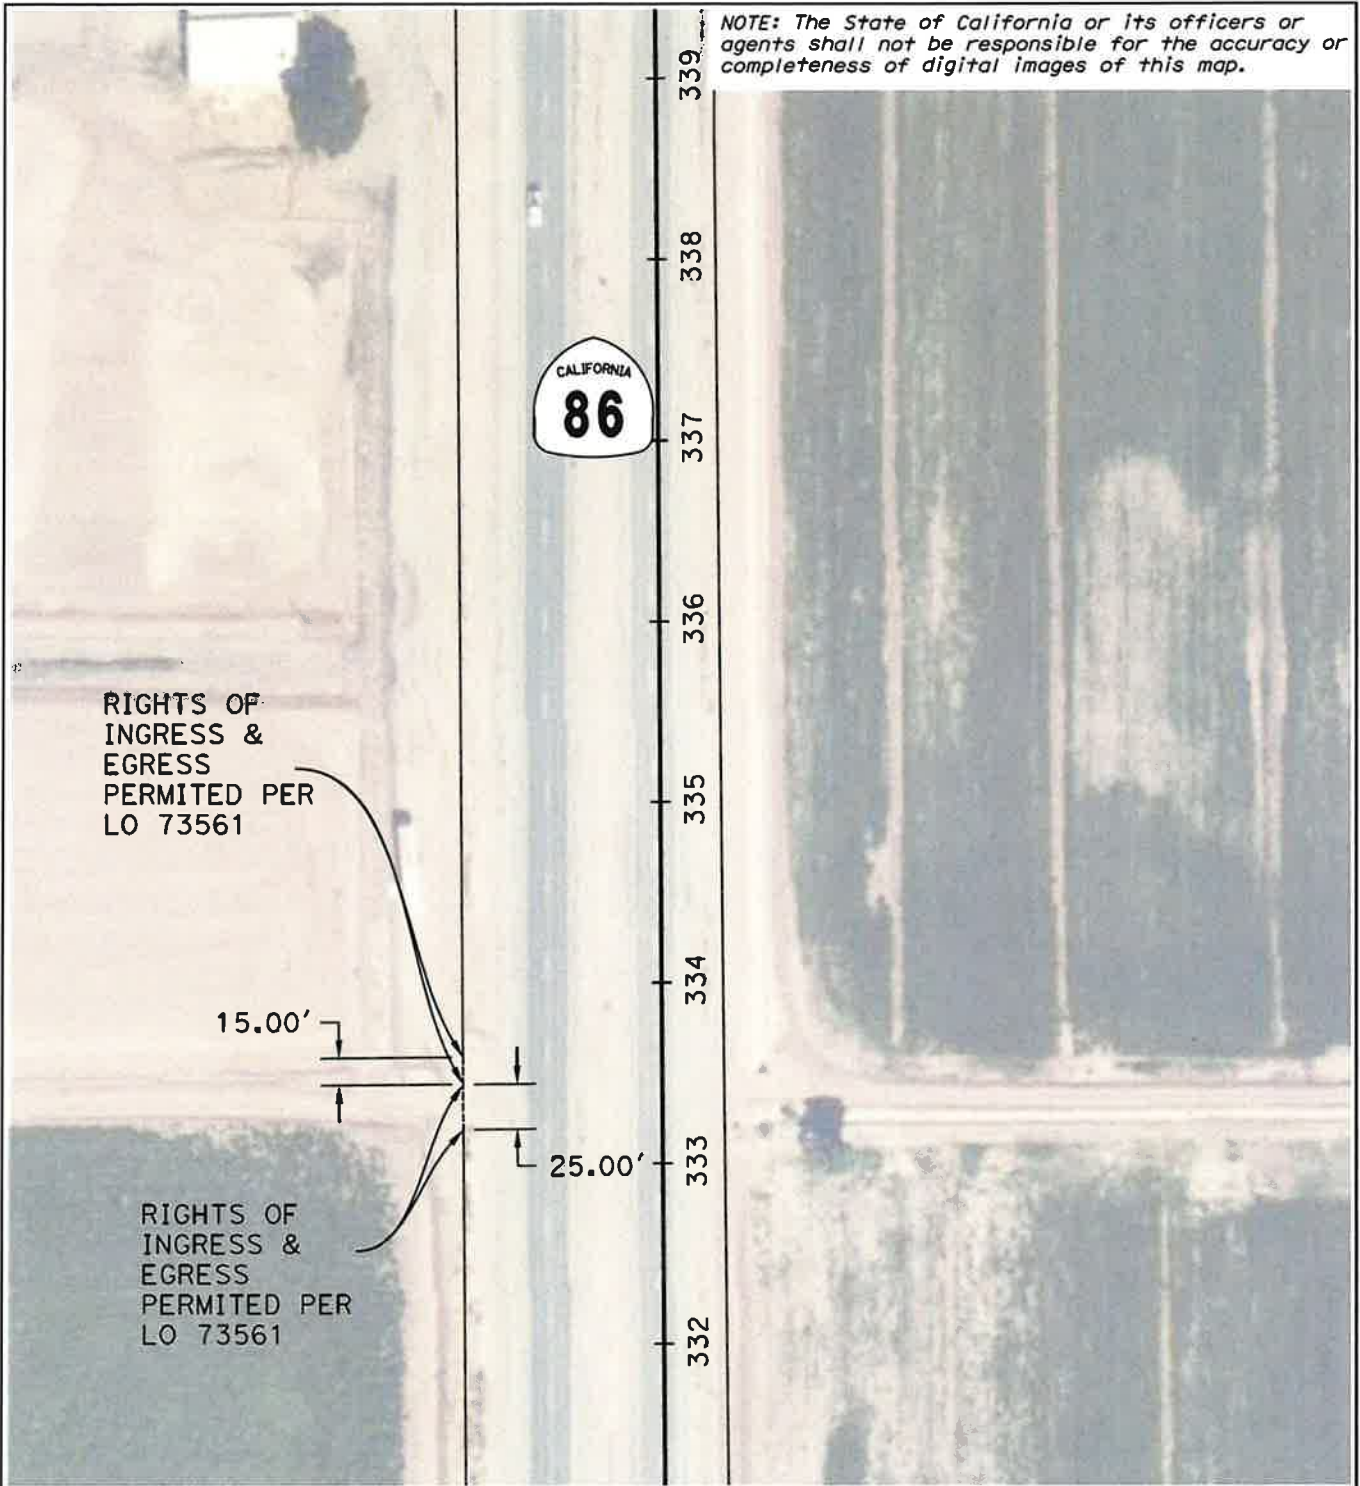 NOTE: The State of California or its officers or
agents shall not be responsible for the accuracy or
completeness of digital images of this map.
339
338
CALIFORNIA
86
337
336
RIGHTS OF
INGRESS &
EGRESS
PERMITED PER
LO 73561
335
334
15.00'
333
25.00'
RIGHTS OF
INGRESS &
EGRESS
PERMITED PER
LO 73561
332